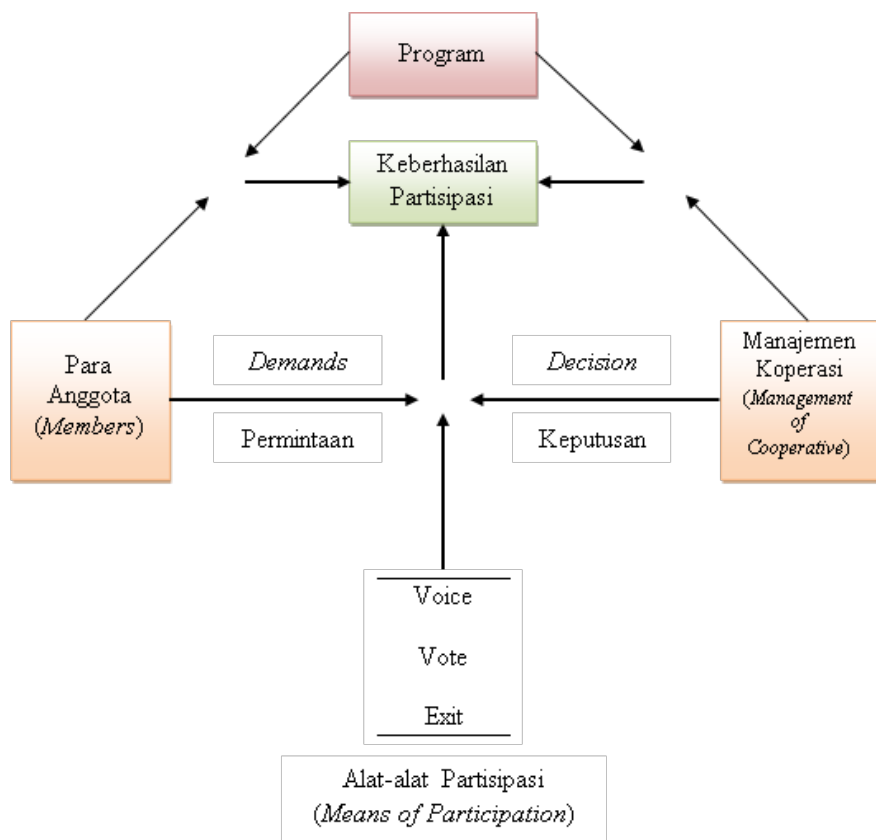 Program
Keberhasilan
Partisipasi
Para
Anggota
(Members)
Demands
Permintaan
Decision
Keputusan
Manajemen
Koperasi
(Management
of
Cooperative)
Voice
Vote
Exit
Alat-alat Partisipasi
(Means of Participation)